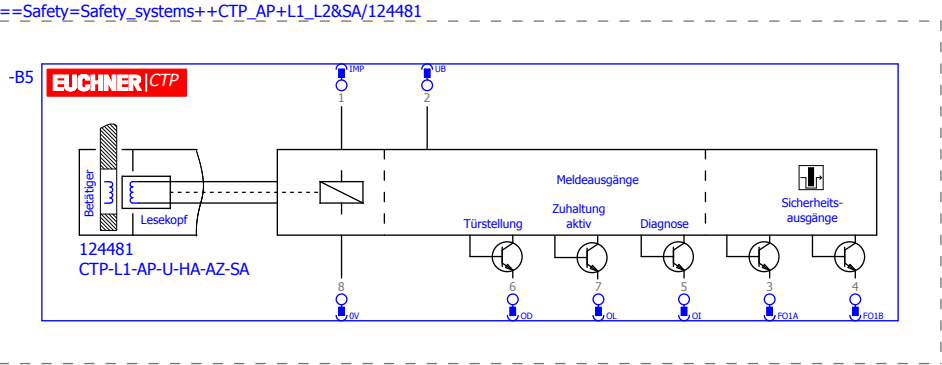 ==Safety=Safety_systems++CTP_AP+L1_L2&SA/124481
-B5
EUCHNER CTP
IMP
UB
1
2
Betätiger
Lesekopf
Meldeausgänge
Türstellung
Zuhaltung
aktiv
Diagnose
Sicherheits-
ausgänge
124481
CTP-L1-AP-U-HA-AZ-SA
8
6
7
5
3
4
0V
OD
OL
OI
FO1A
FO1B